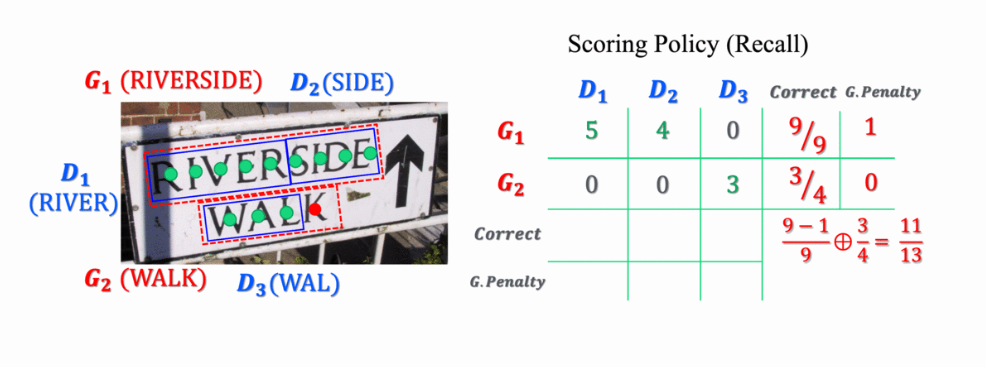 Scoring Policy (Recall)
G₁ (RIVERSIDE) D₂(SIDE)
D₁ D₂ D₃ Correct G. Penalty
RIVERSIDE
G₁ 5 4 0 9/9 1
D₁
(RIVER)
WALK
G₂ 0 0 3 3/4 0
Correct
(9 − 1)/9 ⊕ 3/4 = 11/13
G₂ (WALK) D₃(WAL)
G. Penalty